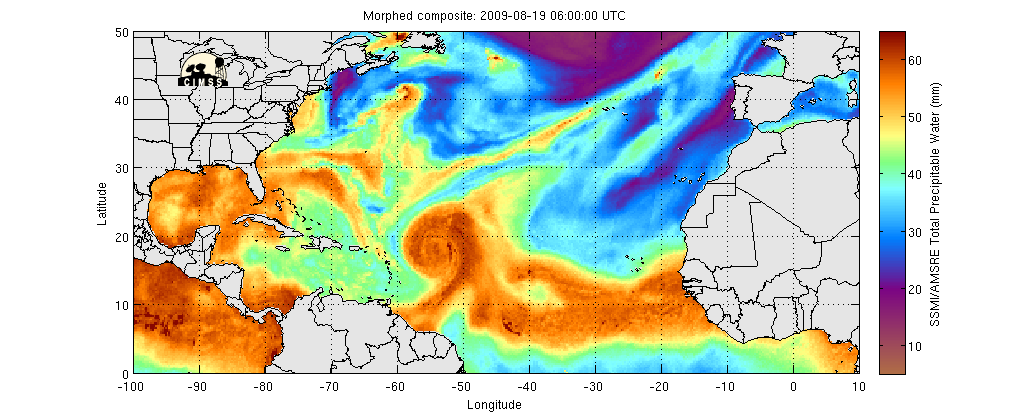 Morphed composite: 2009-08-19 06:00:00 UTC
CIMSS
50
40
30
20
10
0
Latitude
-100 -90 -80 -70 -60 -50 -40 -30 -20 -10 0 10
Longitude
60
50
40
30
20
10
SSMI/AMSRE Total Precipitable Water (mm)